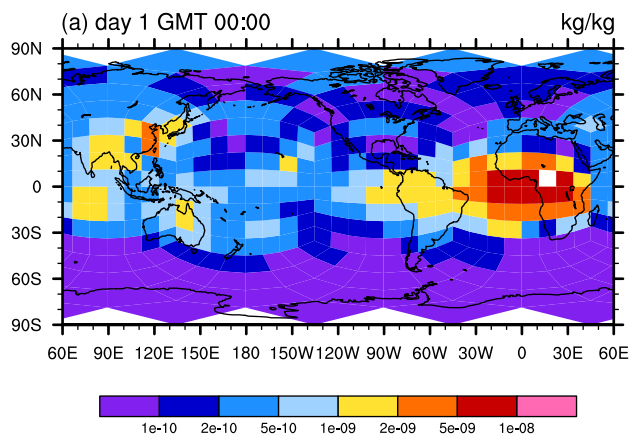 (a) day 1 GMT 00:00 kg/kg
90N
60N
30N
0
30S
60S
90S
60E 90E 120E 150E 180 150W 120W 90W 60W 30W 0 30E 60E
1e-10 2e-10 5e-10 1e-09 2e-09 5e-09 1e-08